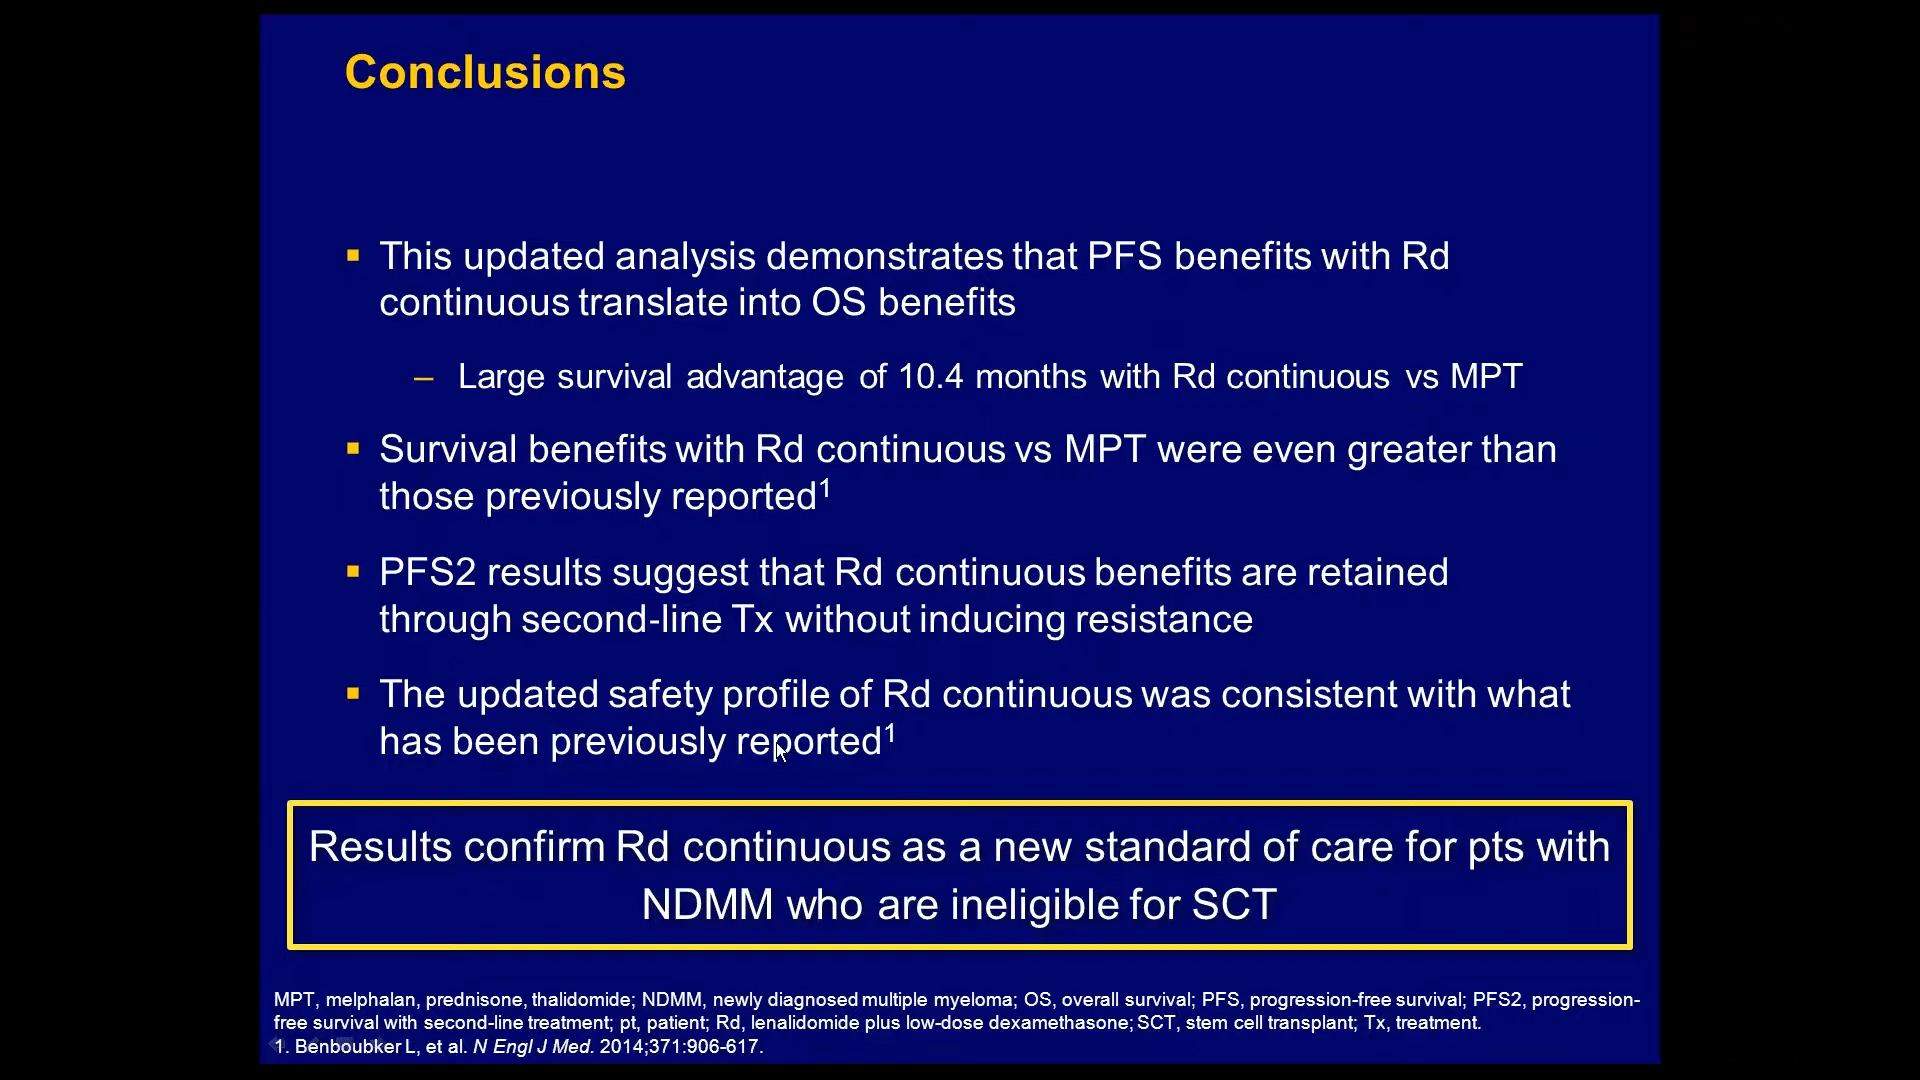 Conclusions
▪ This updated analysis demonstrates that PFS benefits with Rd
continuous translate into OS benefits
– Large survival advantage of 10.4 months with Rd continuous vs MPT
▪ Survival benefits with Rd continuous vs MPT were even greater than
those previously reported¹
▪ PFS2 results suggest that Rd continuous benefits are retained
through second-line Tx without inducing resistance
▪ The updated safety profile of Rd continuous was consistent with what
has been previously reported¹
Results confirm Rd continuous as a new standard of care for pts with
NDMM who are ineligible for SCT
MPT, melphalan, prednisone, thalidomide; NDMM, newly diagnosed multiple myeloma; OS, overall survival; PFS, progression-free survival; PFS2, progression-
free survival with second-line treatment; pt, patient; Rd, lenalidomide plus low-dose dexamethasone; SCT, stem cell transplant; Tx, treatment.
1. Benboubker L, et al. N Engl J Med. 2014;371:906-617.